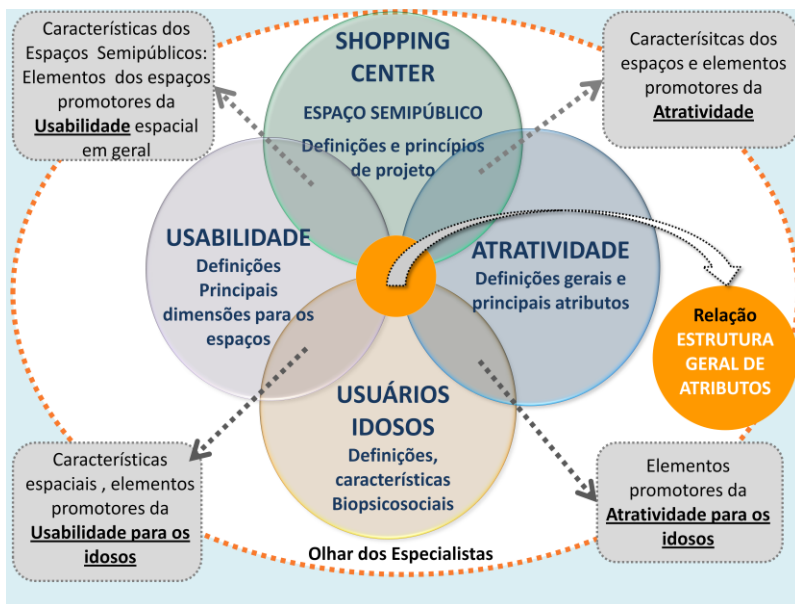 Características dos
Espaços Semipúblicos:
Elementos dos espaços
promotores da
Usabilidade espacial
em geral
SHOPPING
CENTER
ESPAÇO SEMIPÚBLICO
Definições e princípios
de projeto
Caracterísitcas dos
espaços e elementos
promotores da
Atratividade
USABILIDADE
Definições
Principais
dimensões para os
espaços
ATRATIVIDADE
Definições gerais e
principais atributos
Relação
ESTRUTURA
GERAL DE
ATRIBUTOS
USUÁRIOS
IDOSOS
Definições,
características
Biopsicosociais
Características
espaciais , elementos
promotores da
Usabilidade para os
idosos
Elementos
promotores da
Atratividade para os
idosos
Olhar dos Especialistas